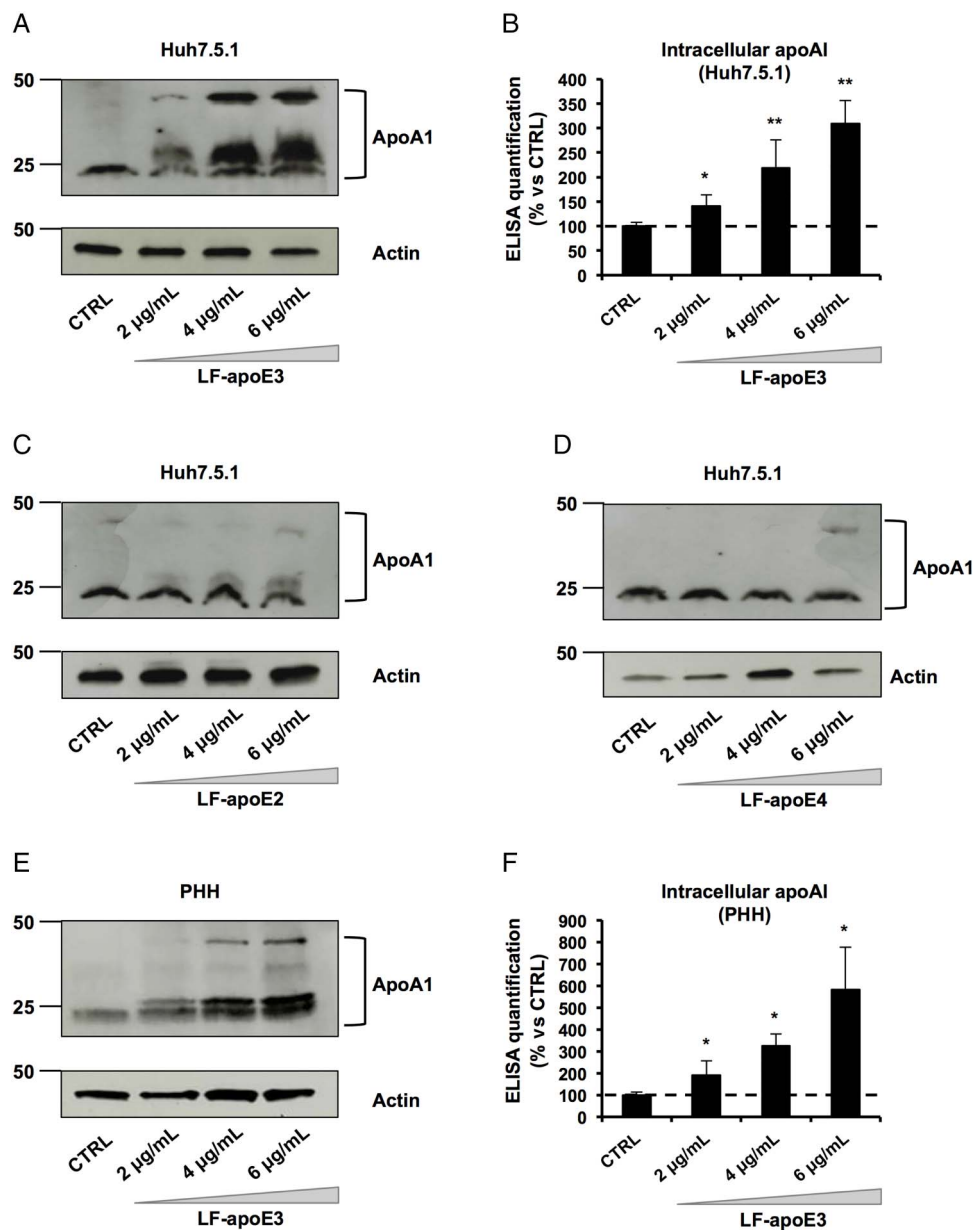 A
Huh7.5.1
50
25
ApoA1
50
Actin
CTRL
2 µg/mL
4 µg/mL
6 µg/mL
LF-apoE3
B
Intracellular apoAI
(Huh7.5.1)
ELISA quantification
(% vs CTRL)
400
350
300
250
200
150
100
50
0
*
**
**
CTRL
2 µg/mL
4 µg/mL
6 µg/mL
LF-apoE3
C
Huh7.5.1
50
25
ApoA1
50
Actin
CTRL
2 µg/mL
4 µg/mL
6 µg/mL
LF-apoE2
D
Huh7.5.1
50
25
ApoA1
50
Actin
CTRL
2 µg/mL
4 µg/mL
6 µg/mL
LF-apoE4
E
PHH
50
25
ApoA1
50
Actin
CTRL
2 µg/mL
4 µg/mL
6 µg/mL
LF-apoE3
F
Intracellular apoAI
(PHH)
ELISA quantification
(% vs CTRL)
900
800
700
600
500
400
300
200
100
0
*
*
*
CTRL
2 µg/mL
4 µg/mL
6 µg/mL
LF-apoE3